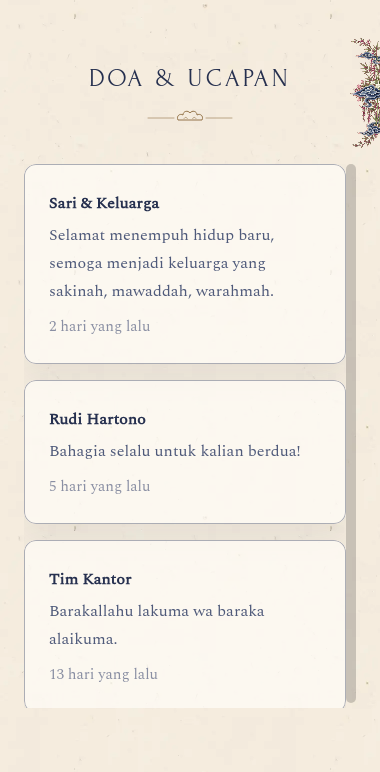 DOA & UCAPAN
Sari & Keluarga
Selamat menempuh hidup baru,
semoga menjadi keluarga yang
sakinah, mawaddah, warahmah.
2 hari yang lalu
Rudi Hartono
Bahagia selalu untuk kalian berdua!
5 hari yang lalu
Tim Kantor
Barakallahu lakuma wa baraka
alaikuma.
13 hari yang lalu